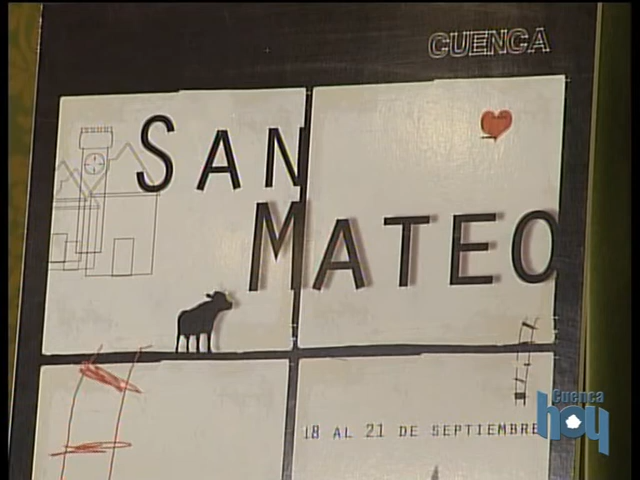 CUENCA
SAN
MATEO
18 AL 21 DE SEPTIEMBRE
Cuenca
hoy